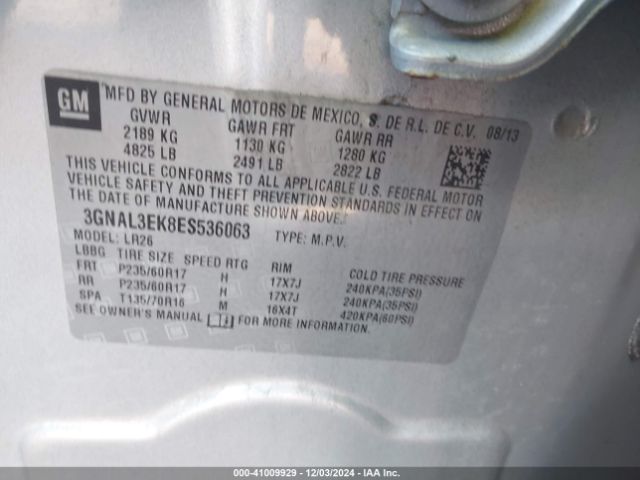 GM
MFD BY GENERAL MOTORS DE MEXICO, S. DE R.L. DE C.V. 08/13
GVWR GAWR FRT GAWR RR
2189 KG 1130 KG 1280 KG
4825 LB 2491 LB 2822 LB
THIS VEHICLE CONFORMS TO ALL APPLICABLE U.S. FEDERAL MOTOR
VEHICLE SAFETY AND THEFT PREVENTION STANDARDS IN EFFECT ON
THE DATE OF MANUFACTURE SHOWN ABOVE.
3GNAL3EK8ES536063 TYPE: M.P.V.
MODEL: LR26
LBBG TIRE SIZE SPEED RTG RIM COLD TIRE PRESSURE
FRT P235/60R17 H 17X7J 240KPA(35PSI)
RR P235/60R17 H 17X7J 240KPA(35PSI)
SPA T135/70R16 M 16X4T 420KPA(60PSI)
SEE OWNER'S MANUAL FOR MORE INFORMATION.
000-41009929 - 12/03/2024 - IAA Inc.